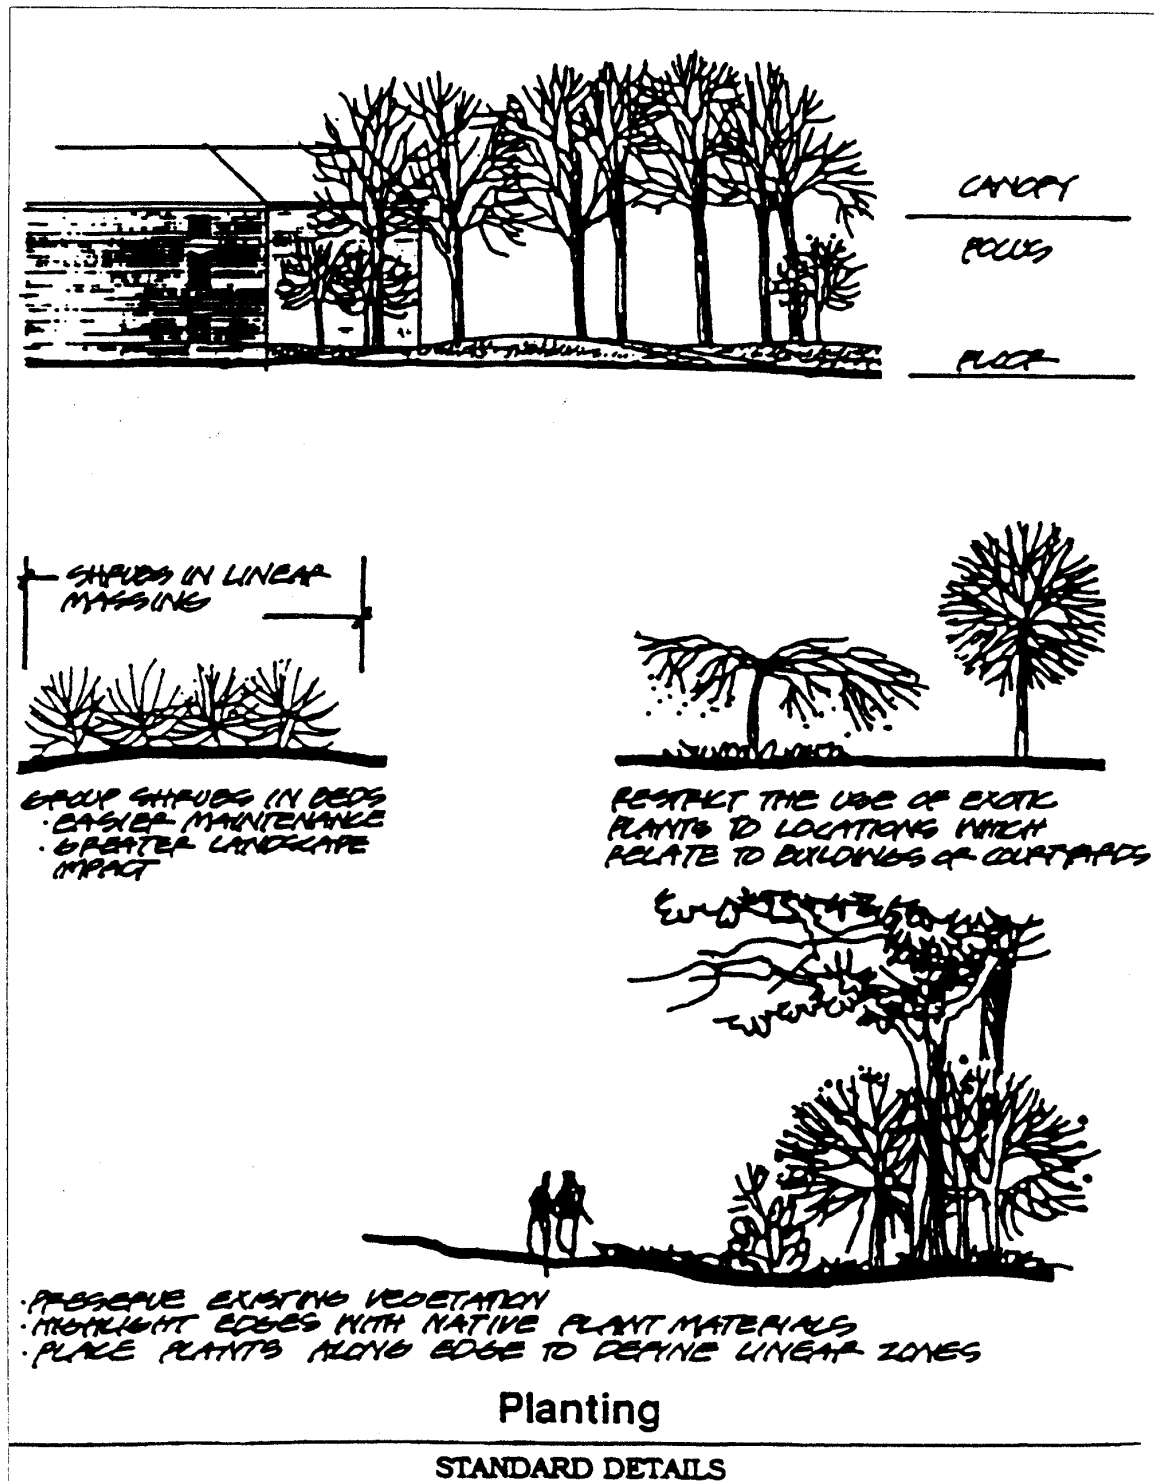 CANOPY
FOCUS
FLOOR
SHRUBS IN LINEAR
MASSING
GROUP SHRUBS IN BEDS
· EASIER MAINTENANCE
· GREATER LANDSCAPE
IMPACT
RESTRICT THE USE OF EXOTIC
PLANTS TO LOCATIONS WHICH
RELATE TO BUILDINGS OR COURTYARDS
· PRESERVE EXISTING VEGETATION
· HIGHLIGHT EDGES WITH NATIVE PLANT MATERIALS
· PLACE PLANTS ALONG EDGE TO DEFINE LINEAR ZONES
Planting
STANDARD DETAILS